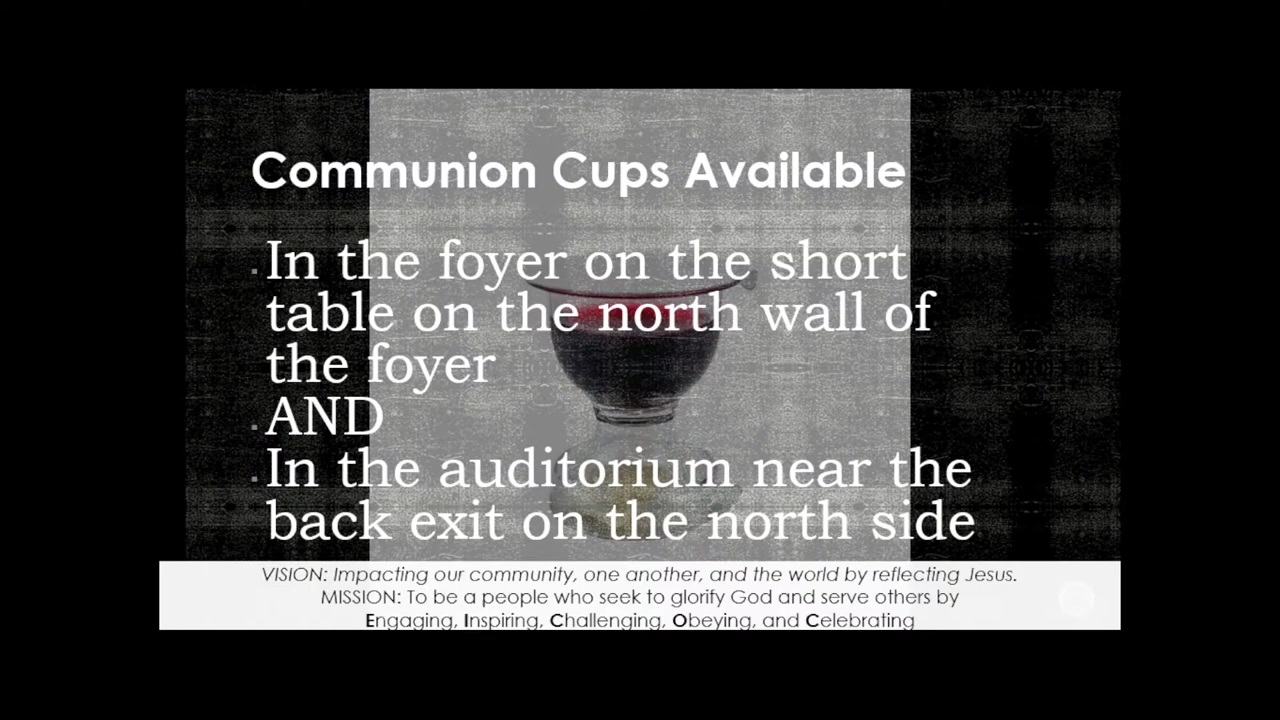 Communion Cups Available
In the foyer on the short
table on the north wall of
the foyer
AND
In the auditorium near the
back exit on the north side
VISION: Impacting our community, one another, and the world by reflecting Jesus.
MISSION: To be a people who seek to glorify God and serve others by
Engaging, Inspiring, Challenging, Obeying, and Celebrating